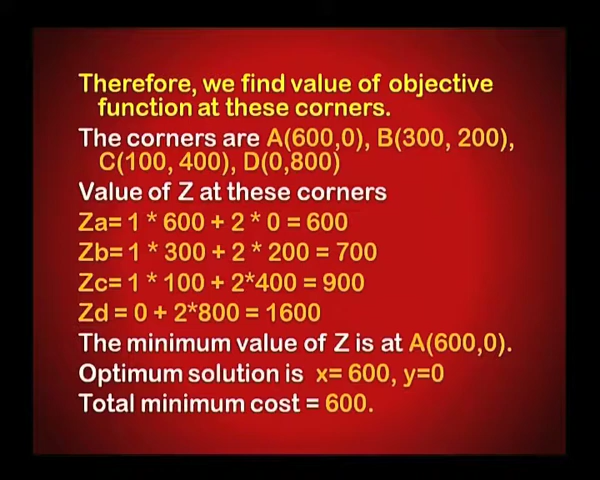 Therefore, we find value of objective
function at these corners.
The corners are A(600,0), B(300, 200),
C(100, 400), D(0,800)
Value of Z at these corners
Za= 1 * 600 + 2 * 0 = 600
Zb= 1 * 300 + 2 * 200 = 700
Zc= 1 * 100 + 2*400 = 900
Zd = 0 + 2*800 = 1600
The minimum value of Z is at A(600,0).
Optimum solution is x= 600, y=0
Total minimum cost = 600.